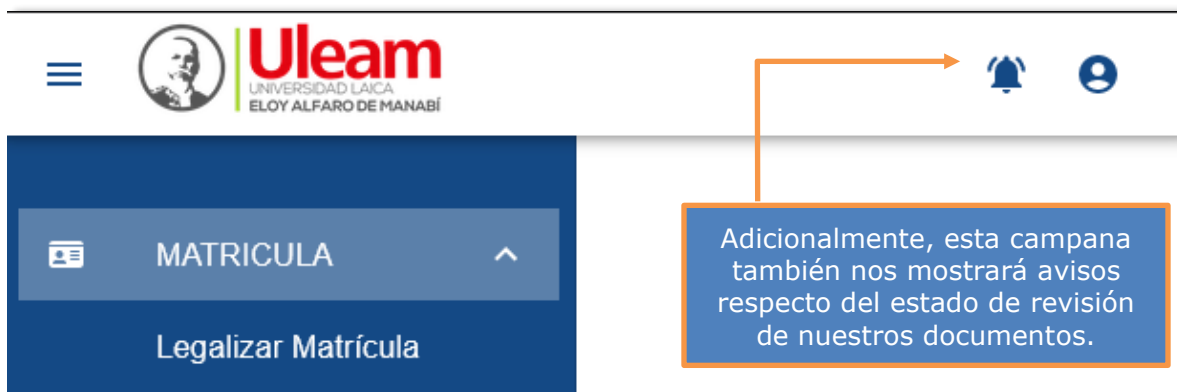 Uleam
UNIVERSIDAD LAICA
ELOY ALFARO DE MANABÍ
MATRICULA
Legalizar Matrícula
Adicionalmente, esta campana
también nos mostrará avisos
respecto del estado de revisión
de nuestros documentos.